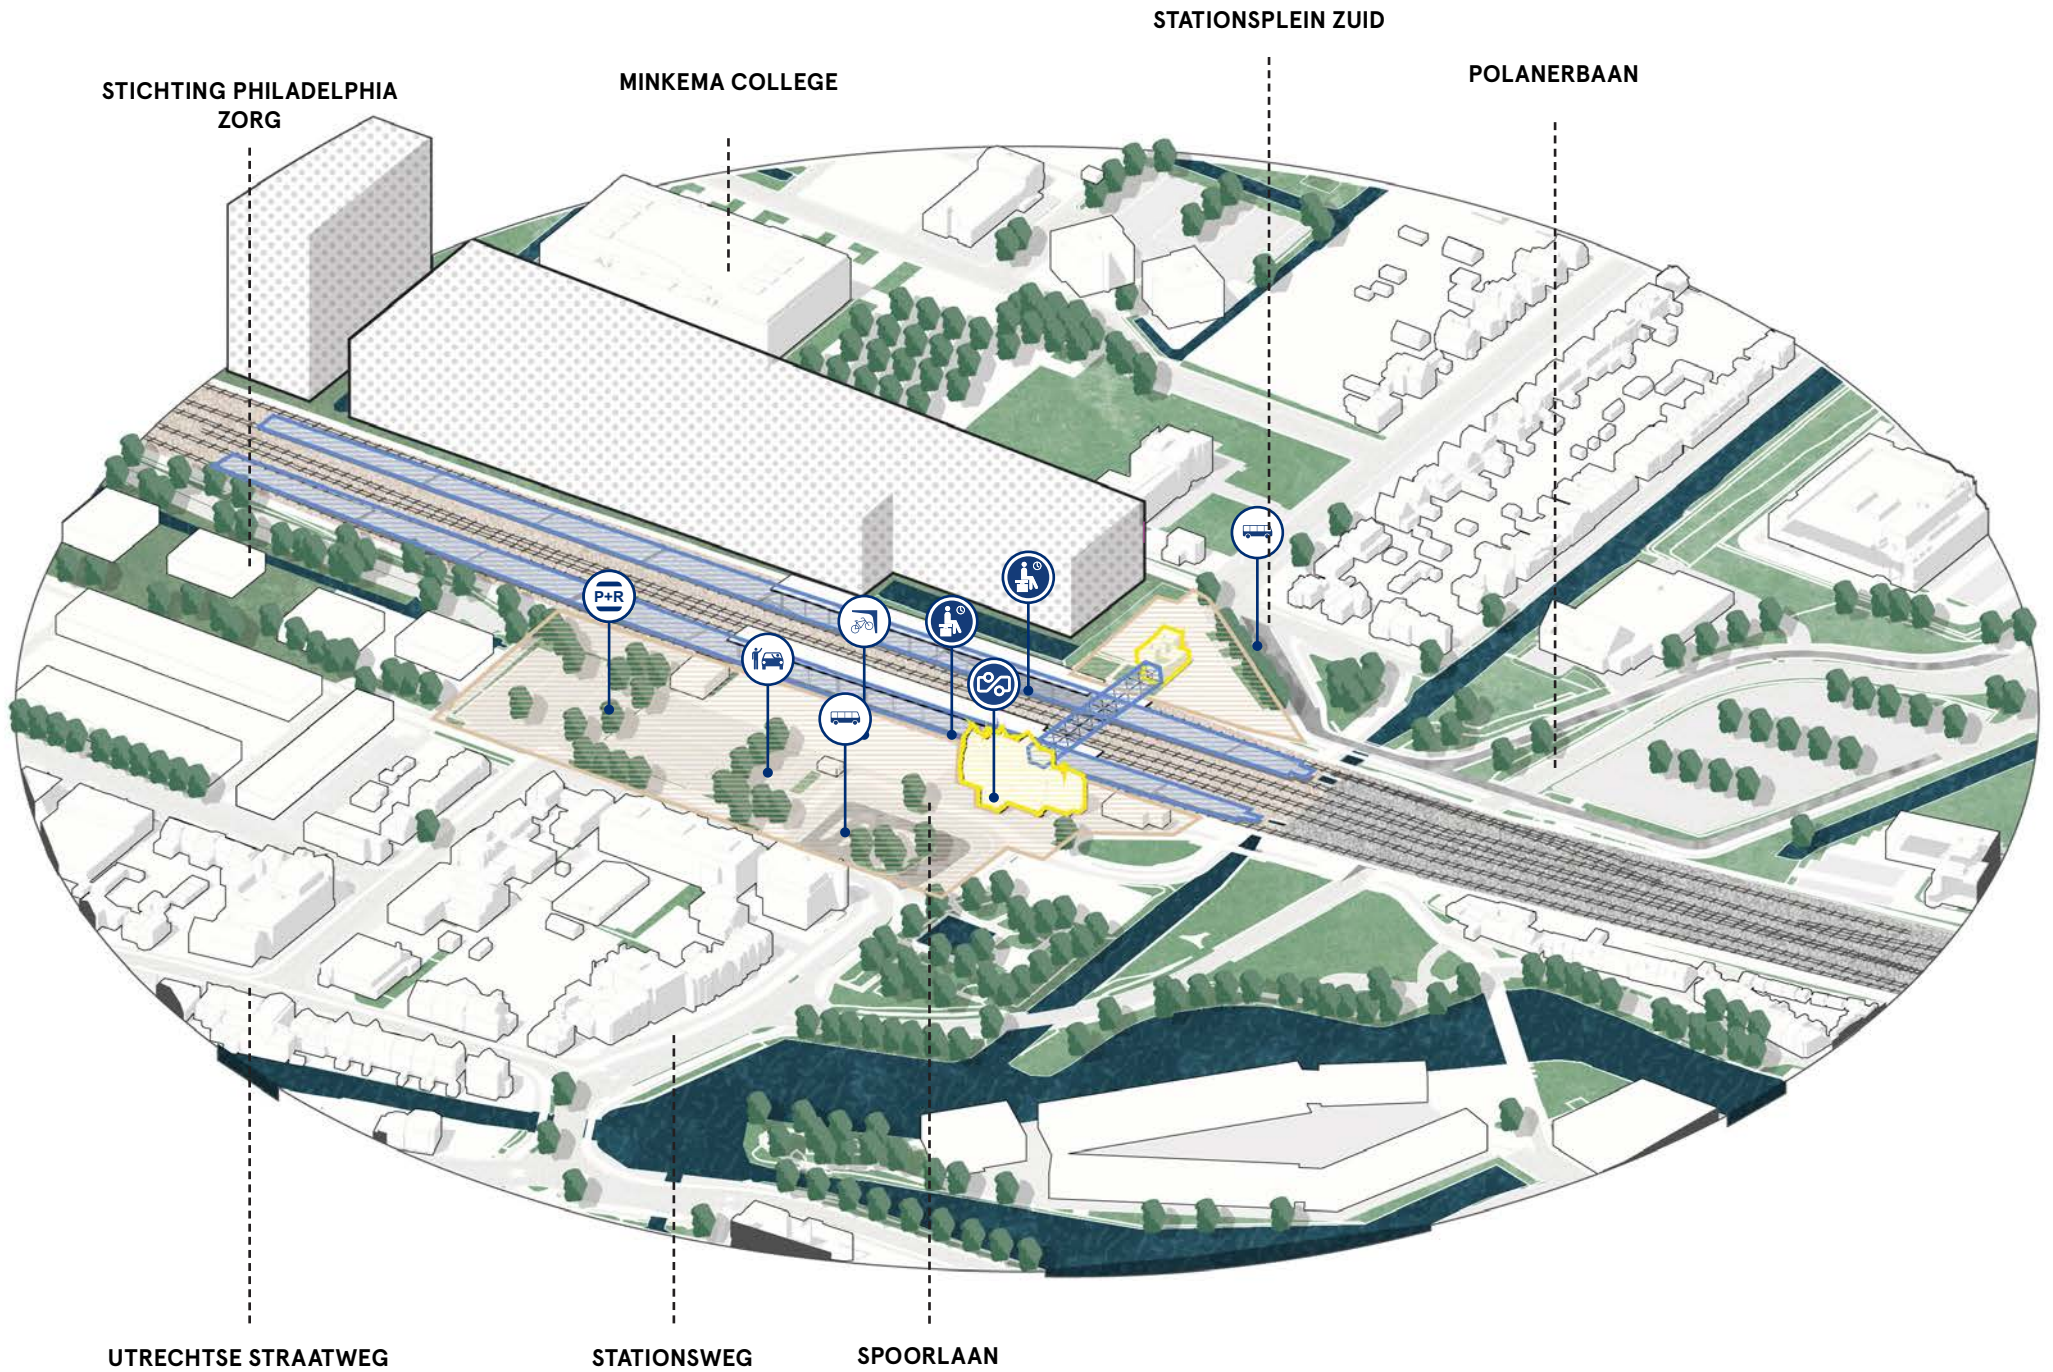 STATIONSPLEIN ZUID
POLANERBAAN
MINKEMA COLLEGE
STICHTING PHILADELPHIA
ZORG
P+R
UTRECHTSE STRAATWEG
STATIONSWEG
SPOORLAAN